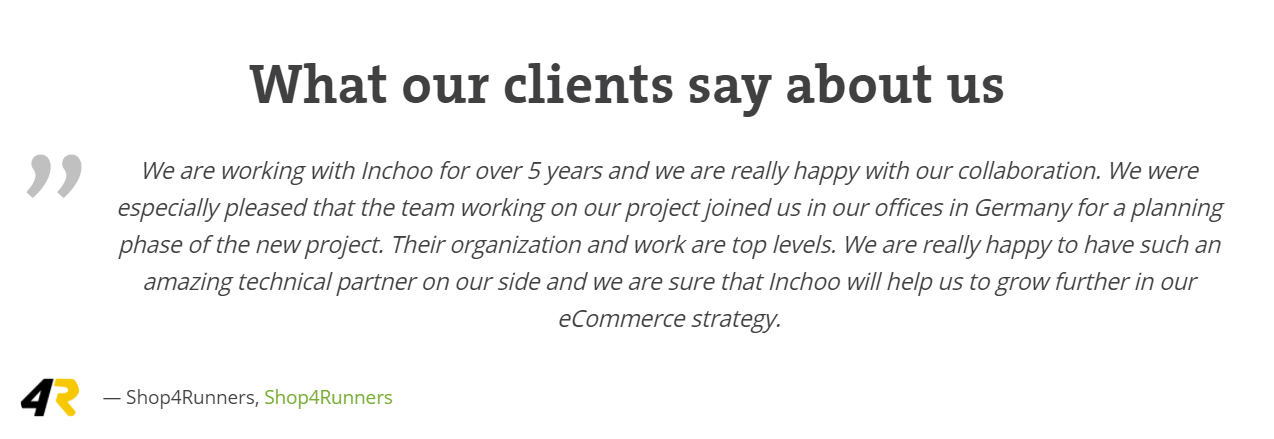 What our clients say about us
”
We are working with Inchoo for over 5 years and we are really happy with our collaboration. We were
especially pleased that the team working on our project joined us in our offices in Germany for a planning
phase of the new project. Their organization and work are top levels. We are really happy to have such an
amazing technical partner on our side and we are sure that Inchoo will help us to grow further in our
eCommerce strategy.
4R — Shop4Runners, Shop4Runners